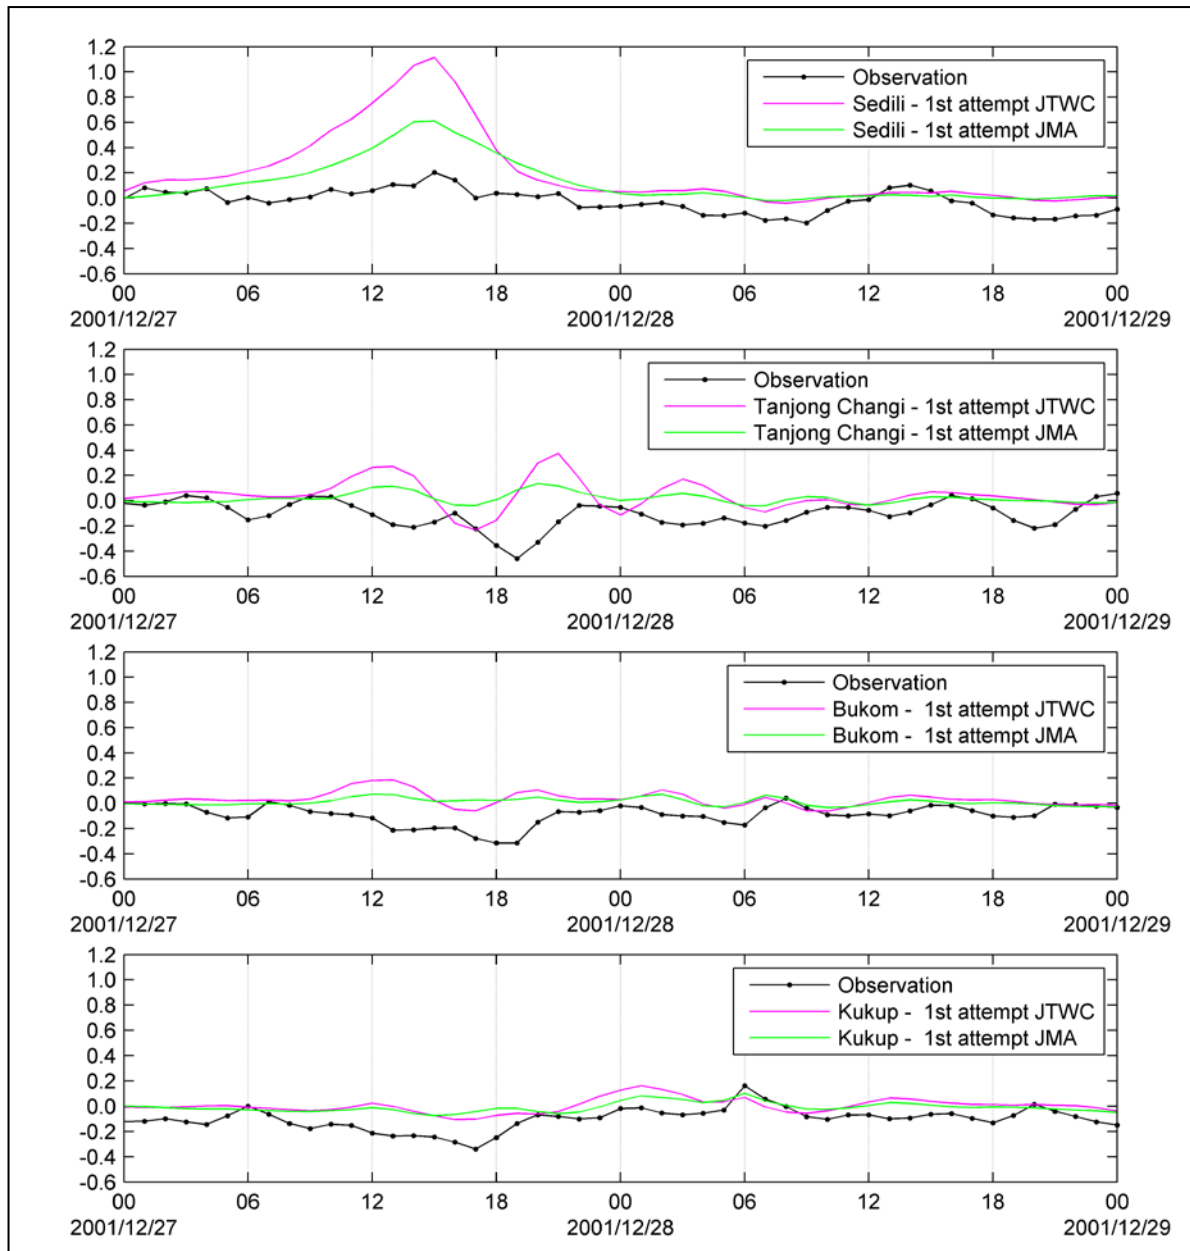 1.2
1.0
0.8
0.6
0.4
0.2
0.0
-0.2
-0.4
-0.6
Observation
Sedili - 1st attempt JTWC
Sedili - 1st attempt JMA
00 06 12 18 00 06 12 18 00
2001/12/27 2001/12/28 2001/12/29
1.2
1.0
0.8
0.6
0.4
0.2
0.0
-0.2
-0.4
-0.6
Observation
Tanjong Changi - 1st attempt JTWC
Tanjong Changi - 1st attempt JMA
00 06 12 18 00 06 12 18 00
2001/12/27 2001/12/28 2001/12/29
1.2
1.0
0.8
0.6
0.4
0.2
0.0
-0.2
-0.4
-0.6
Observation
Bukom - 1st attempt JTWC
Bukom - 1st attempt JMA
00 06 12 18 00 06 12 18 00
2001/12/27 2001/12/28 2001/12/29
1.2
1.0
0.8
0.6
0.4
0.2
0.0
-0.2
-0.4
-0.6
Observation
Kukup - 1st attempt JTWC
Kukup - 1st attempt JMA
00 06 12 18 00 06 12 18 00
2001/12/27 2001/12/28 2001/12/29